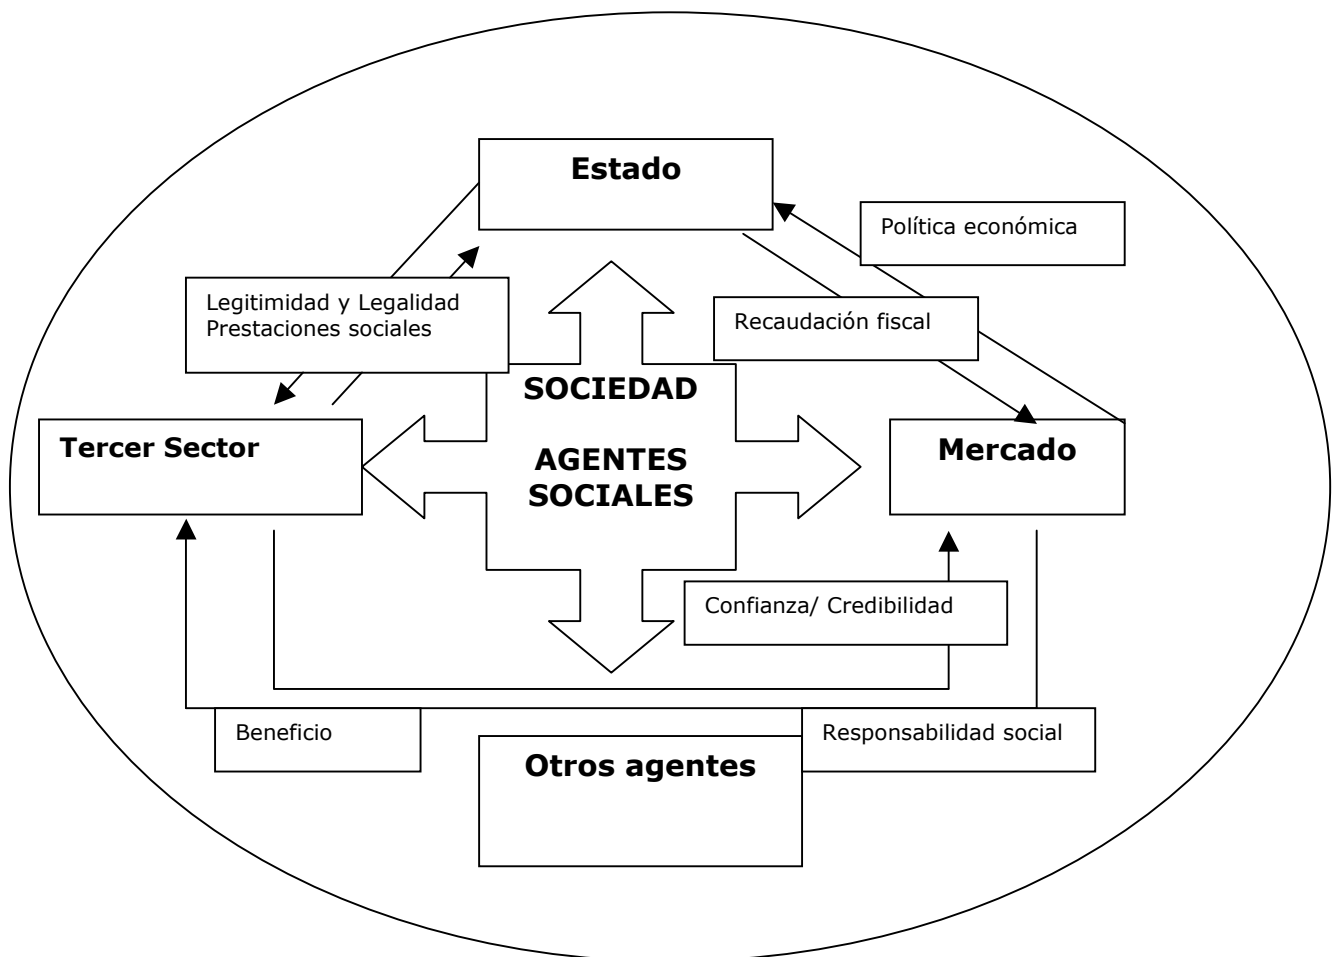 Estado
Política económica
Legitimidad y Legalidad
Prestaciones sociales
Recaudación fiscal
SOCIEDAD
Tercer Sector
AGENTES
SOCIALES
Mercado
Confianza/ Credibilidad
Beneficio
Responsabilidad social
Otros agentes